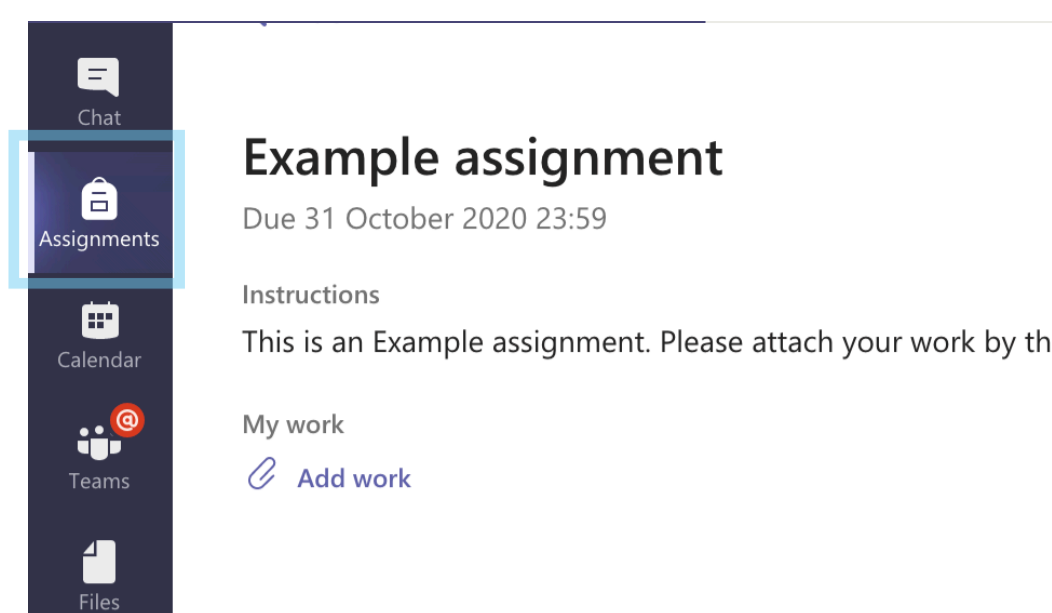 Chat
Assignments
Calendar
@
Teams
Files
Example assignment
Due 31 October 2020 23:59
Instructions
This is an Example assignment. Please attach your work by th
My work
Add work